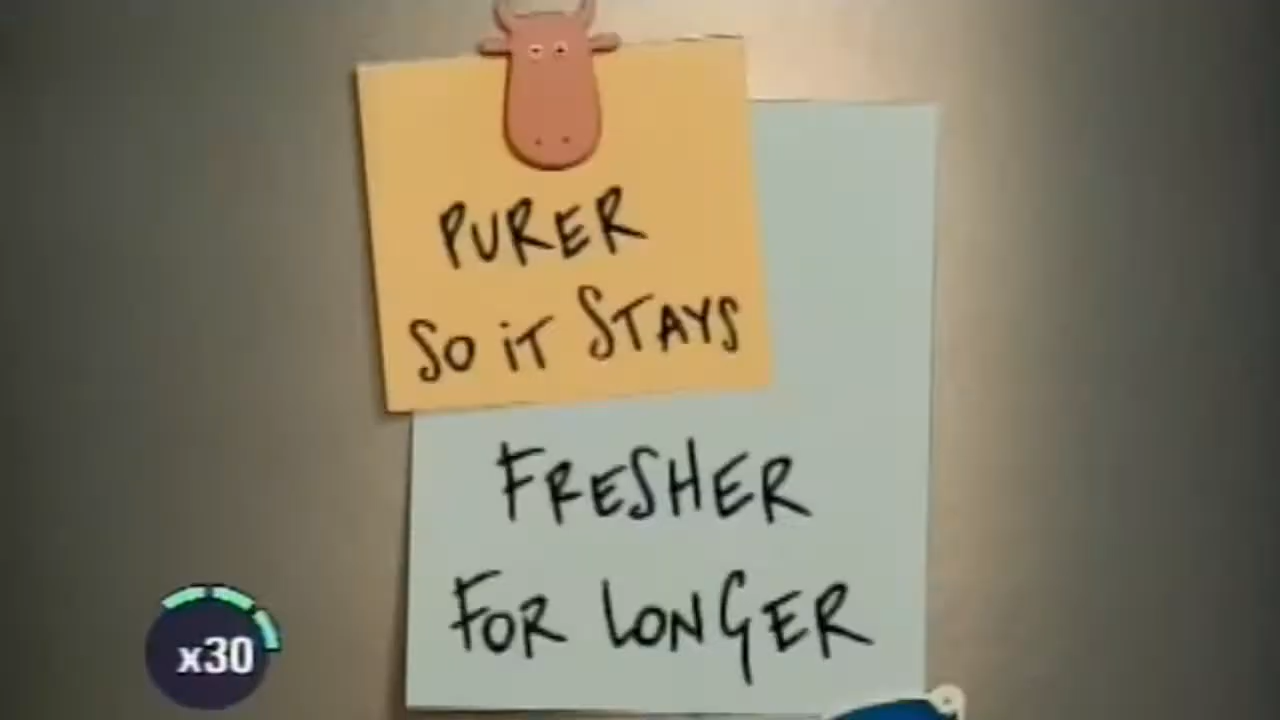 PURER
SO iT STAYS
FRESHER
FOR LONGER
x30